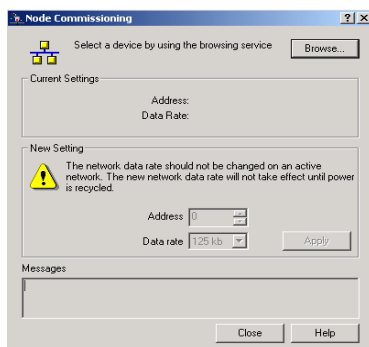 Node Commissioning
Select a device by using the browsing service
Browse...
Current Settings
Address:
Data Rate:
New Setting
The network data rate should not be changed on an active
network. The new network data rate will not take effect until power
is recycled.
Address 0
Data rate 125 kb
Apply
Messages
Close Help